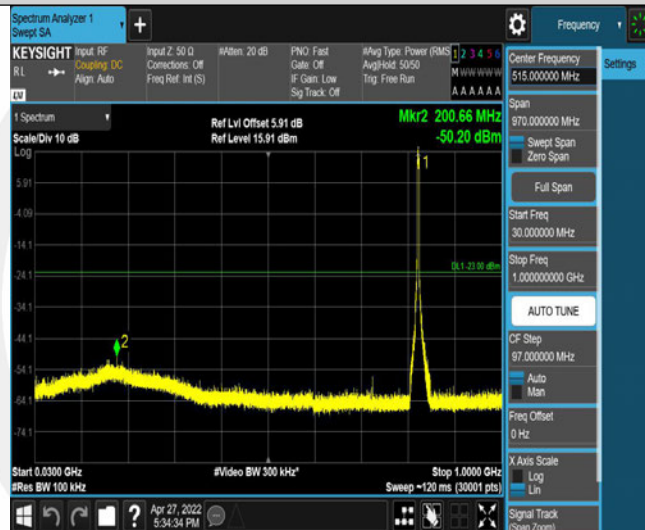 Spectrum Analyzer 1
Swept SA
Frequency
KEYSIGHT
RL
Input: RF
Coupling: DC
Align: Auto
Input Z: 50 Ω
Corrections: Off
Freq Ref: Int (S)
#Atten: 20 dB
PNO: Fast
Gate: Off
IF Gain: Low
Sig Track: Off
#Avg Type: Power (RMS
Avg|Hold: 50/50
Trig: Free Run
1 2 3 4 5 6
M W W W W W
A A A A A A
Settings
1 Spectrum
Scale/Div 10 dB
Log
Ref Lvl Offset 5.91 dB
Ref Level 15.91 dBm
Mkr2 200.66 MHz
-50.20 dBm
1
5.91
-4.09
-14.1
DL1 -23.00 dBm
-24.1
-34.1
-44.1
2
-54.1
-64.1
-74.1
Start 0.0300 GHz
#Res BW 100 kHz
#Video BW 300 kHz*
Stop 1.0000 GHz
Sweep ~120 ms (30001 pts)
Apr 27, 2022
5:34:34 PM
Center Frequency
515.000000 MHz
Span
970.000000 MHz
Swept Span
Zero Span
Full Span
Start Freq
30.000000 MHz
Stop Freq
1.000000000 GHz
AUTO TUNE
CF Step
97.000000 MHz
Auto
Man
Freq Offset
0 Hz
X Axis Scale
Log
Lin
Signal Track
(Span Zoom)